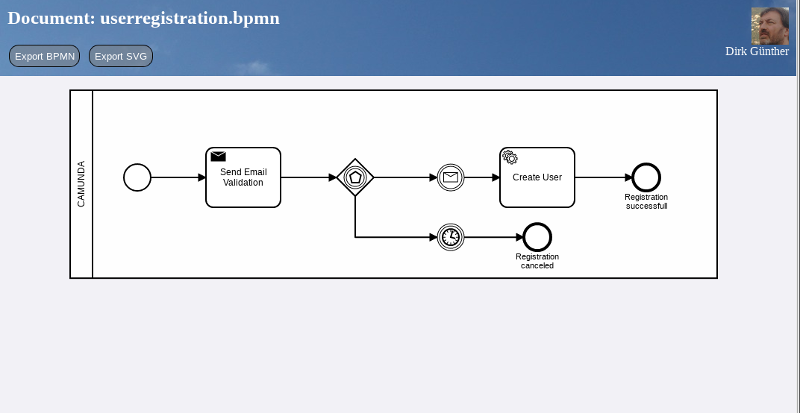 Document: userregistration.bpmn
Export BPMN
Export SVG
Dirk Günther
CAMUNDA
Send Email
Validation
Create User
Registration
successfull
Registration
canceled